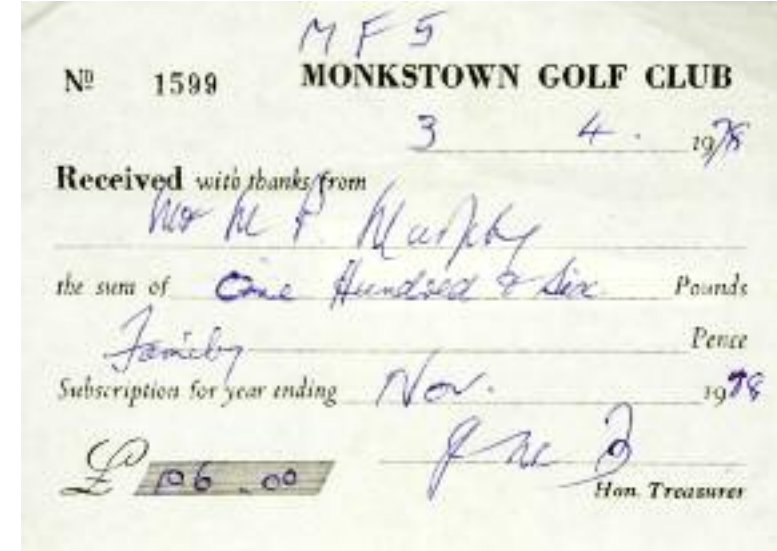 M F S
Nº 1599 MONKSTOWN GOLF CLUB
3 4. 1978
Received with thanks from
Mr M P. Murphy
the sum of One Hundred & Six Pounds
Pence
Family
Subscription for year ending Nov. 1978
£ 106.00
Hon. Treasurer